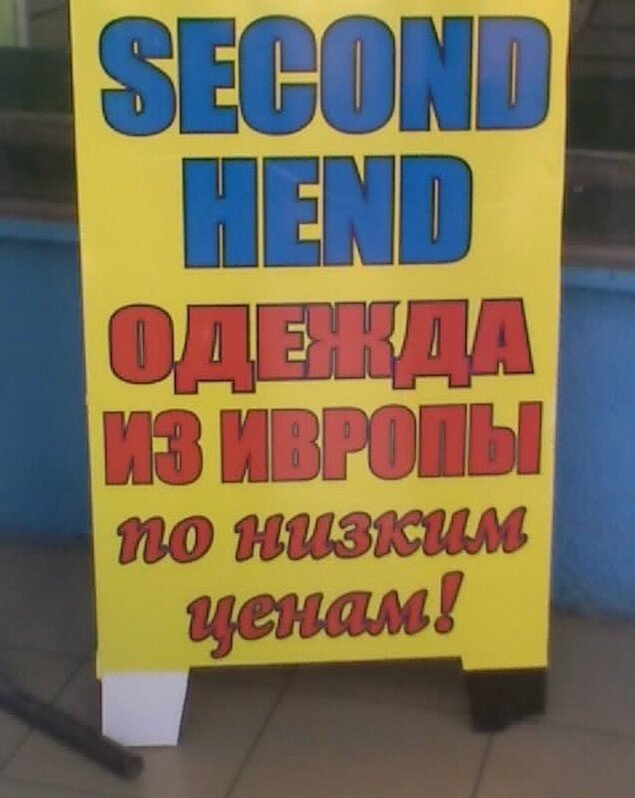 SECOND
HEND
ОДЕЖДА
ИЗ ИВРОПЫ
по низким
ценам!